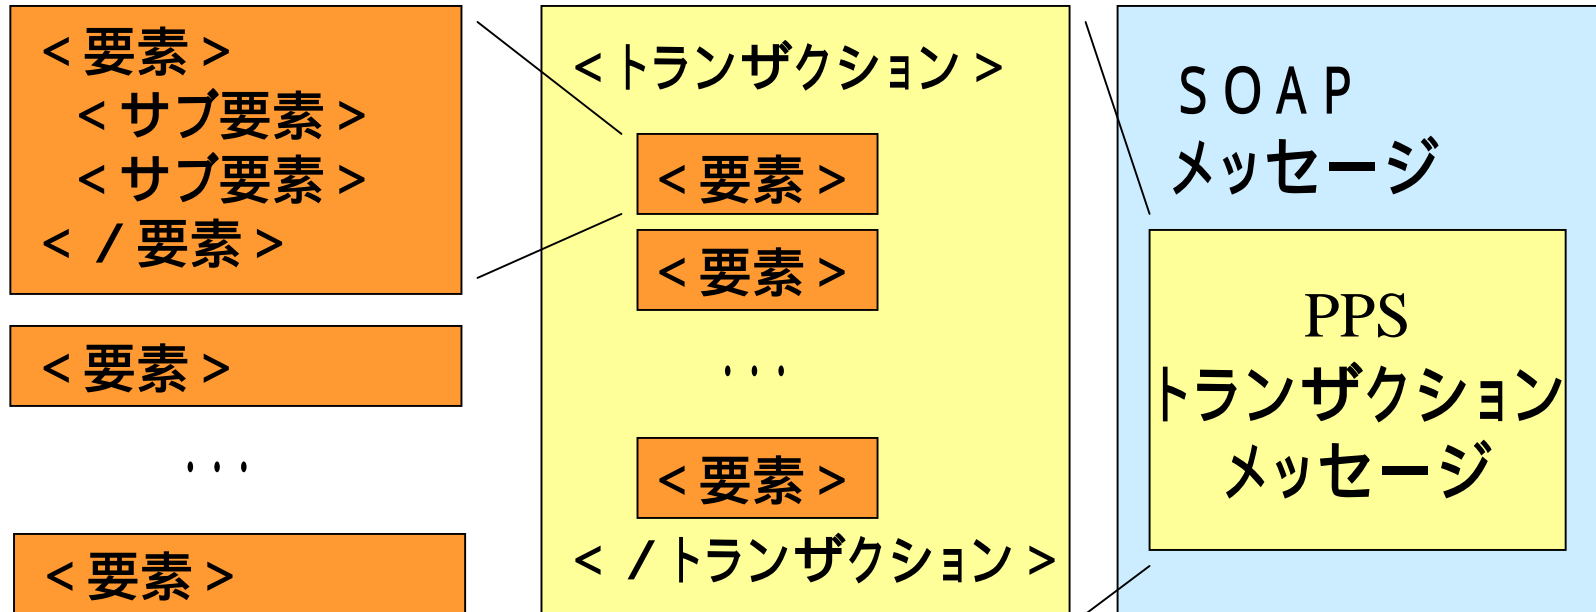 ＜要素＞
＜サブ要素＞
＜サブ要素＞
＜／要素＞
＜要素＞
・・・
＜要素＞
＜トランザクション＞
＜要素＞
＜要素＞
・・・
＜要素＞
＜／トランザクション＞
ＳＯＡＰ
メッセージ
PPS
トランザクション
メッセージ